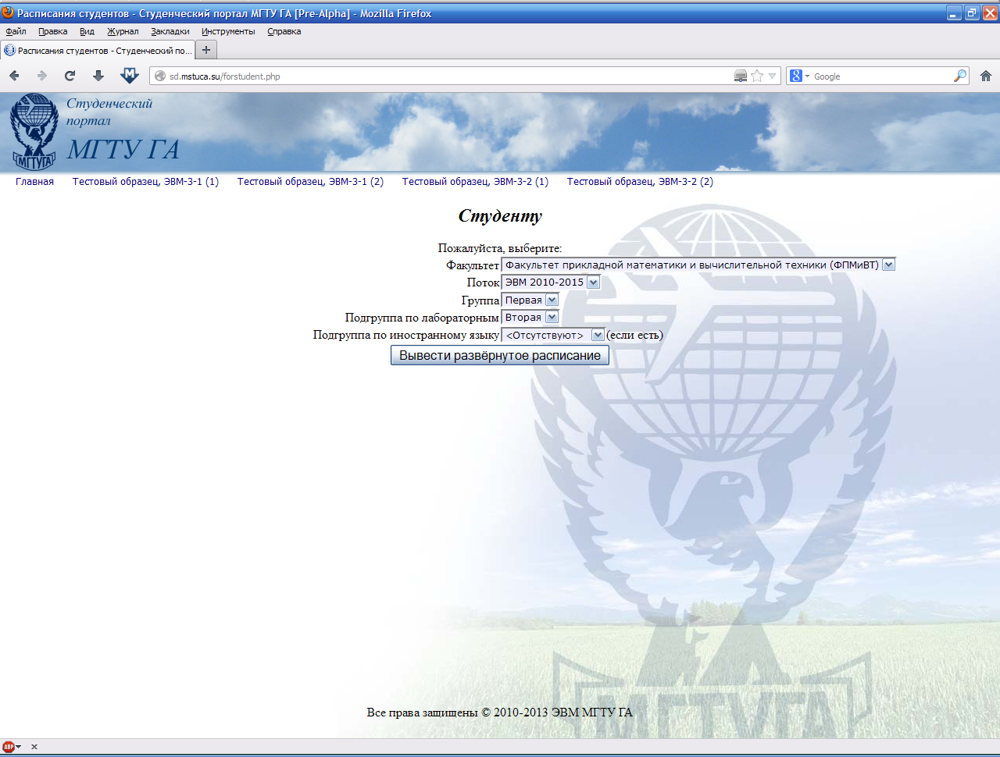 Расписания студентов - Студенческий портал МГТУ ГА [Pre-Alpha] - Mozilla Firefox
Файл Правка Вид Журнал Закладки Инструменты Справка
Расписания студентов - Студенческий по...
sd.mstuca.su/forstudent.php
Google
Студенческий
портал
МГТУ ГА
МГТУГА
Главная Тестовый образец, ЭВМ-3-1 (1) Тестовый образец, ЭВМ-3-1 (2) Тестовый образец, ЭВМ-3-2 (1) Тестовый образец, ЭВМ-3-2 (2)
Студенту
Пожалуйста, выберите:
Факультет Факультет прикладной математики и вычислительной техники (ФПМиВТ)
Поток ЭВМ 2010-2015
Группа Первая
Подгруппа по лабораторным Вторая
Подгруппа по иностранному языку <Отсутствуют> (если есть)
Вывести развёрнутое расписание
МГТУГА
Все права защищены © 2010-2013 ЭВМ МГТУ ГА
ABP